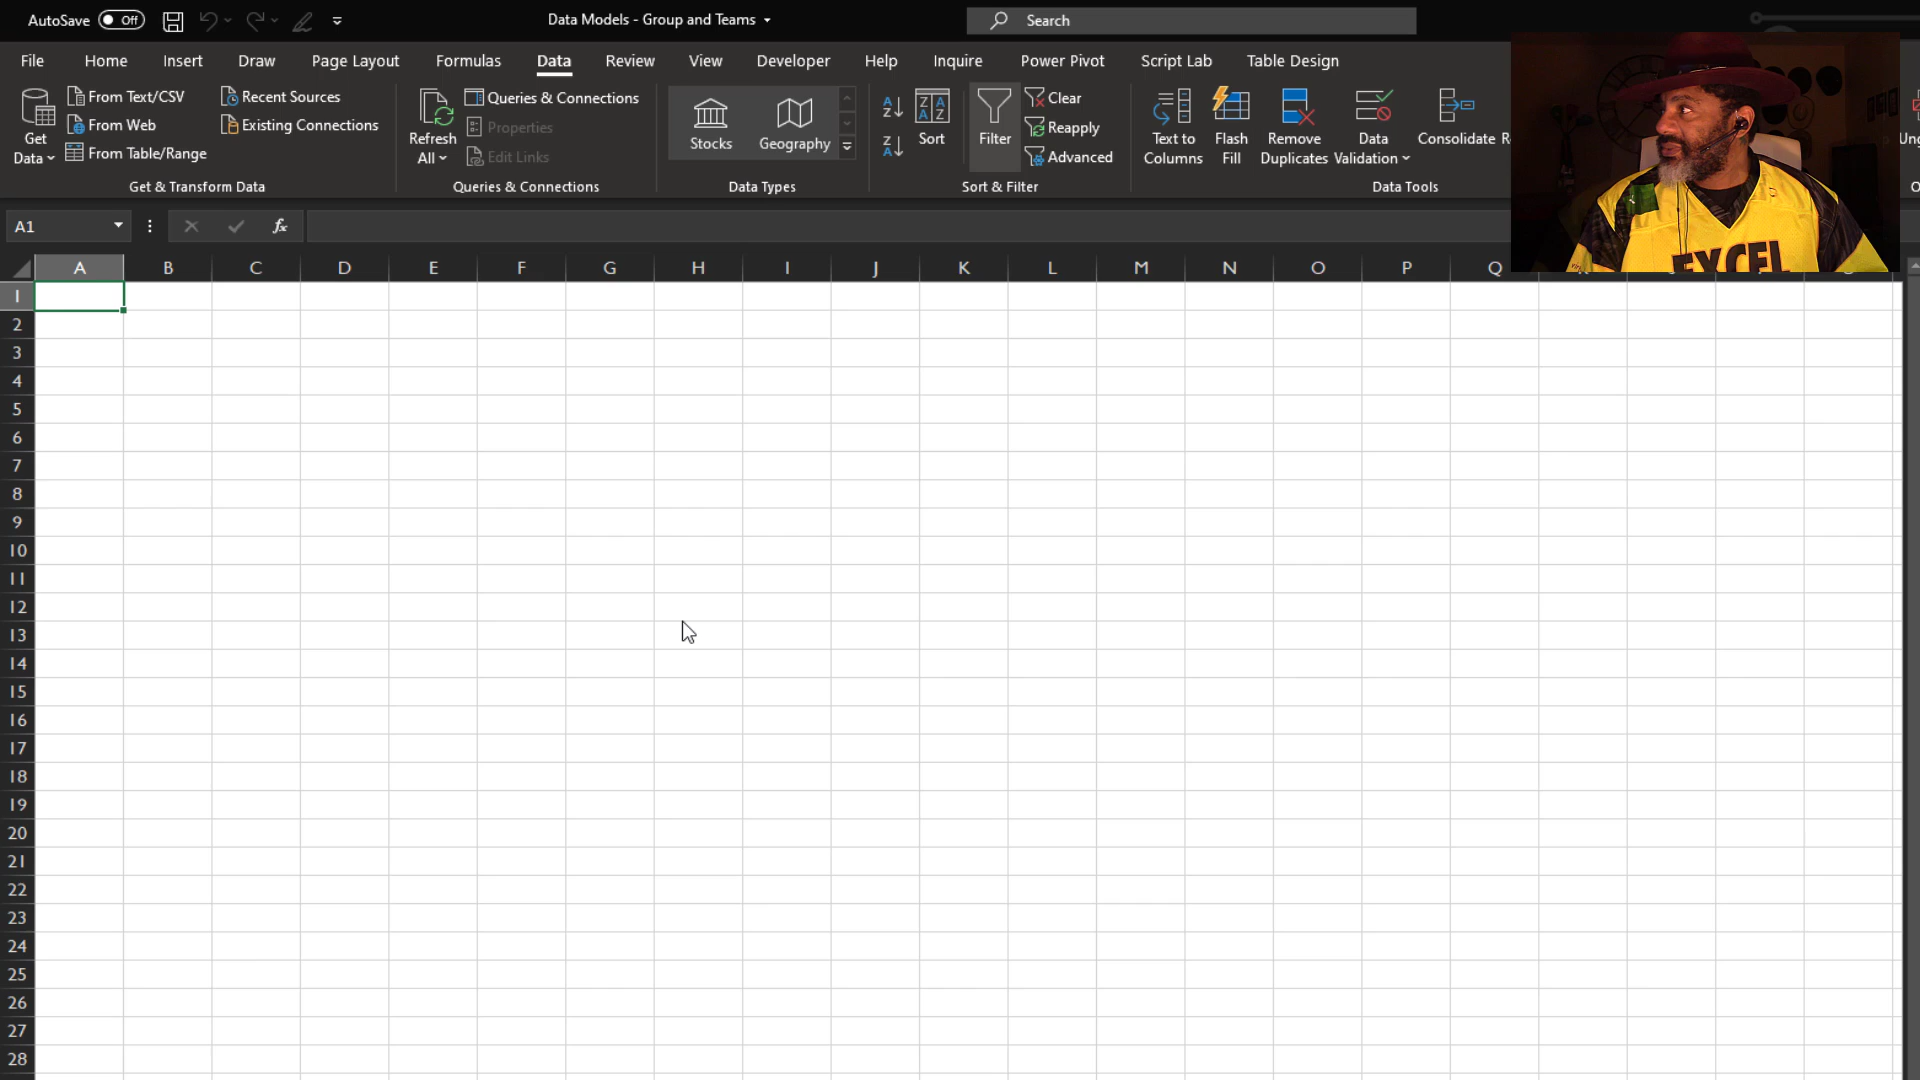 AutoSave Off Data Models - Group and Teams Search
File Home Insert Draw Page Layout Formulas Data Review View Developer Help Inquire Power Pivot Script Lab Table Design
Get Data
From Text/CSV
From Web
From Table/Range
Recent Sources
Existing Connections
Get & Transform Data
Refresh All
Queries & Connections
Properties
Edit Links
Queries & Connections
Stocks
Geography
Data Types
Sort
Filter
Clear
Reapply
Advanced
Sort & Filter
Text to Columns
Flash Fill
Remove Duplicates
Data Validation
Consolidate
Data Tools
A1 fx
EXCEL
A B C D E F G H I J K L M N O P Q
1
2
3
4
5
6
7
8
9
10
11
12
13
14
15
16
17
18
19
20
21
22
23
24
25
26
27
28